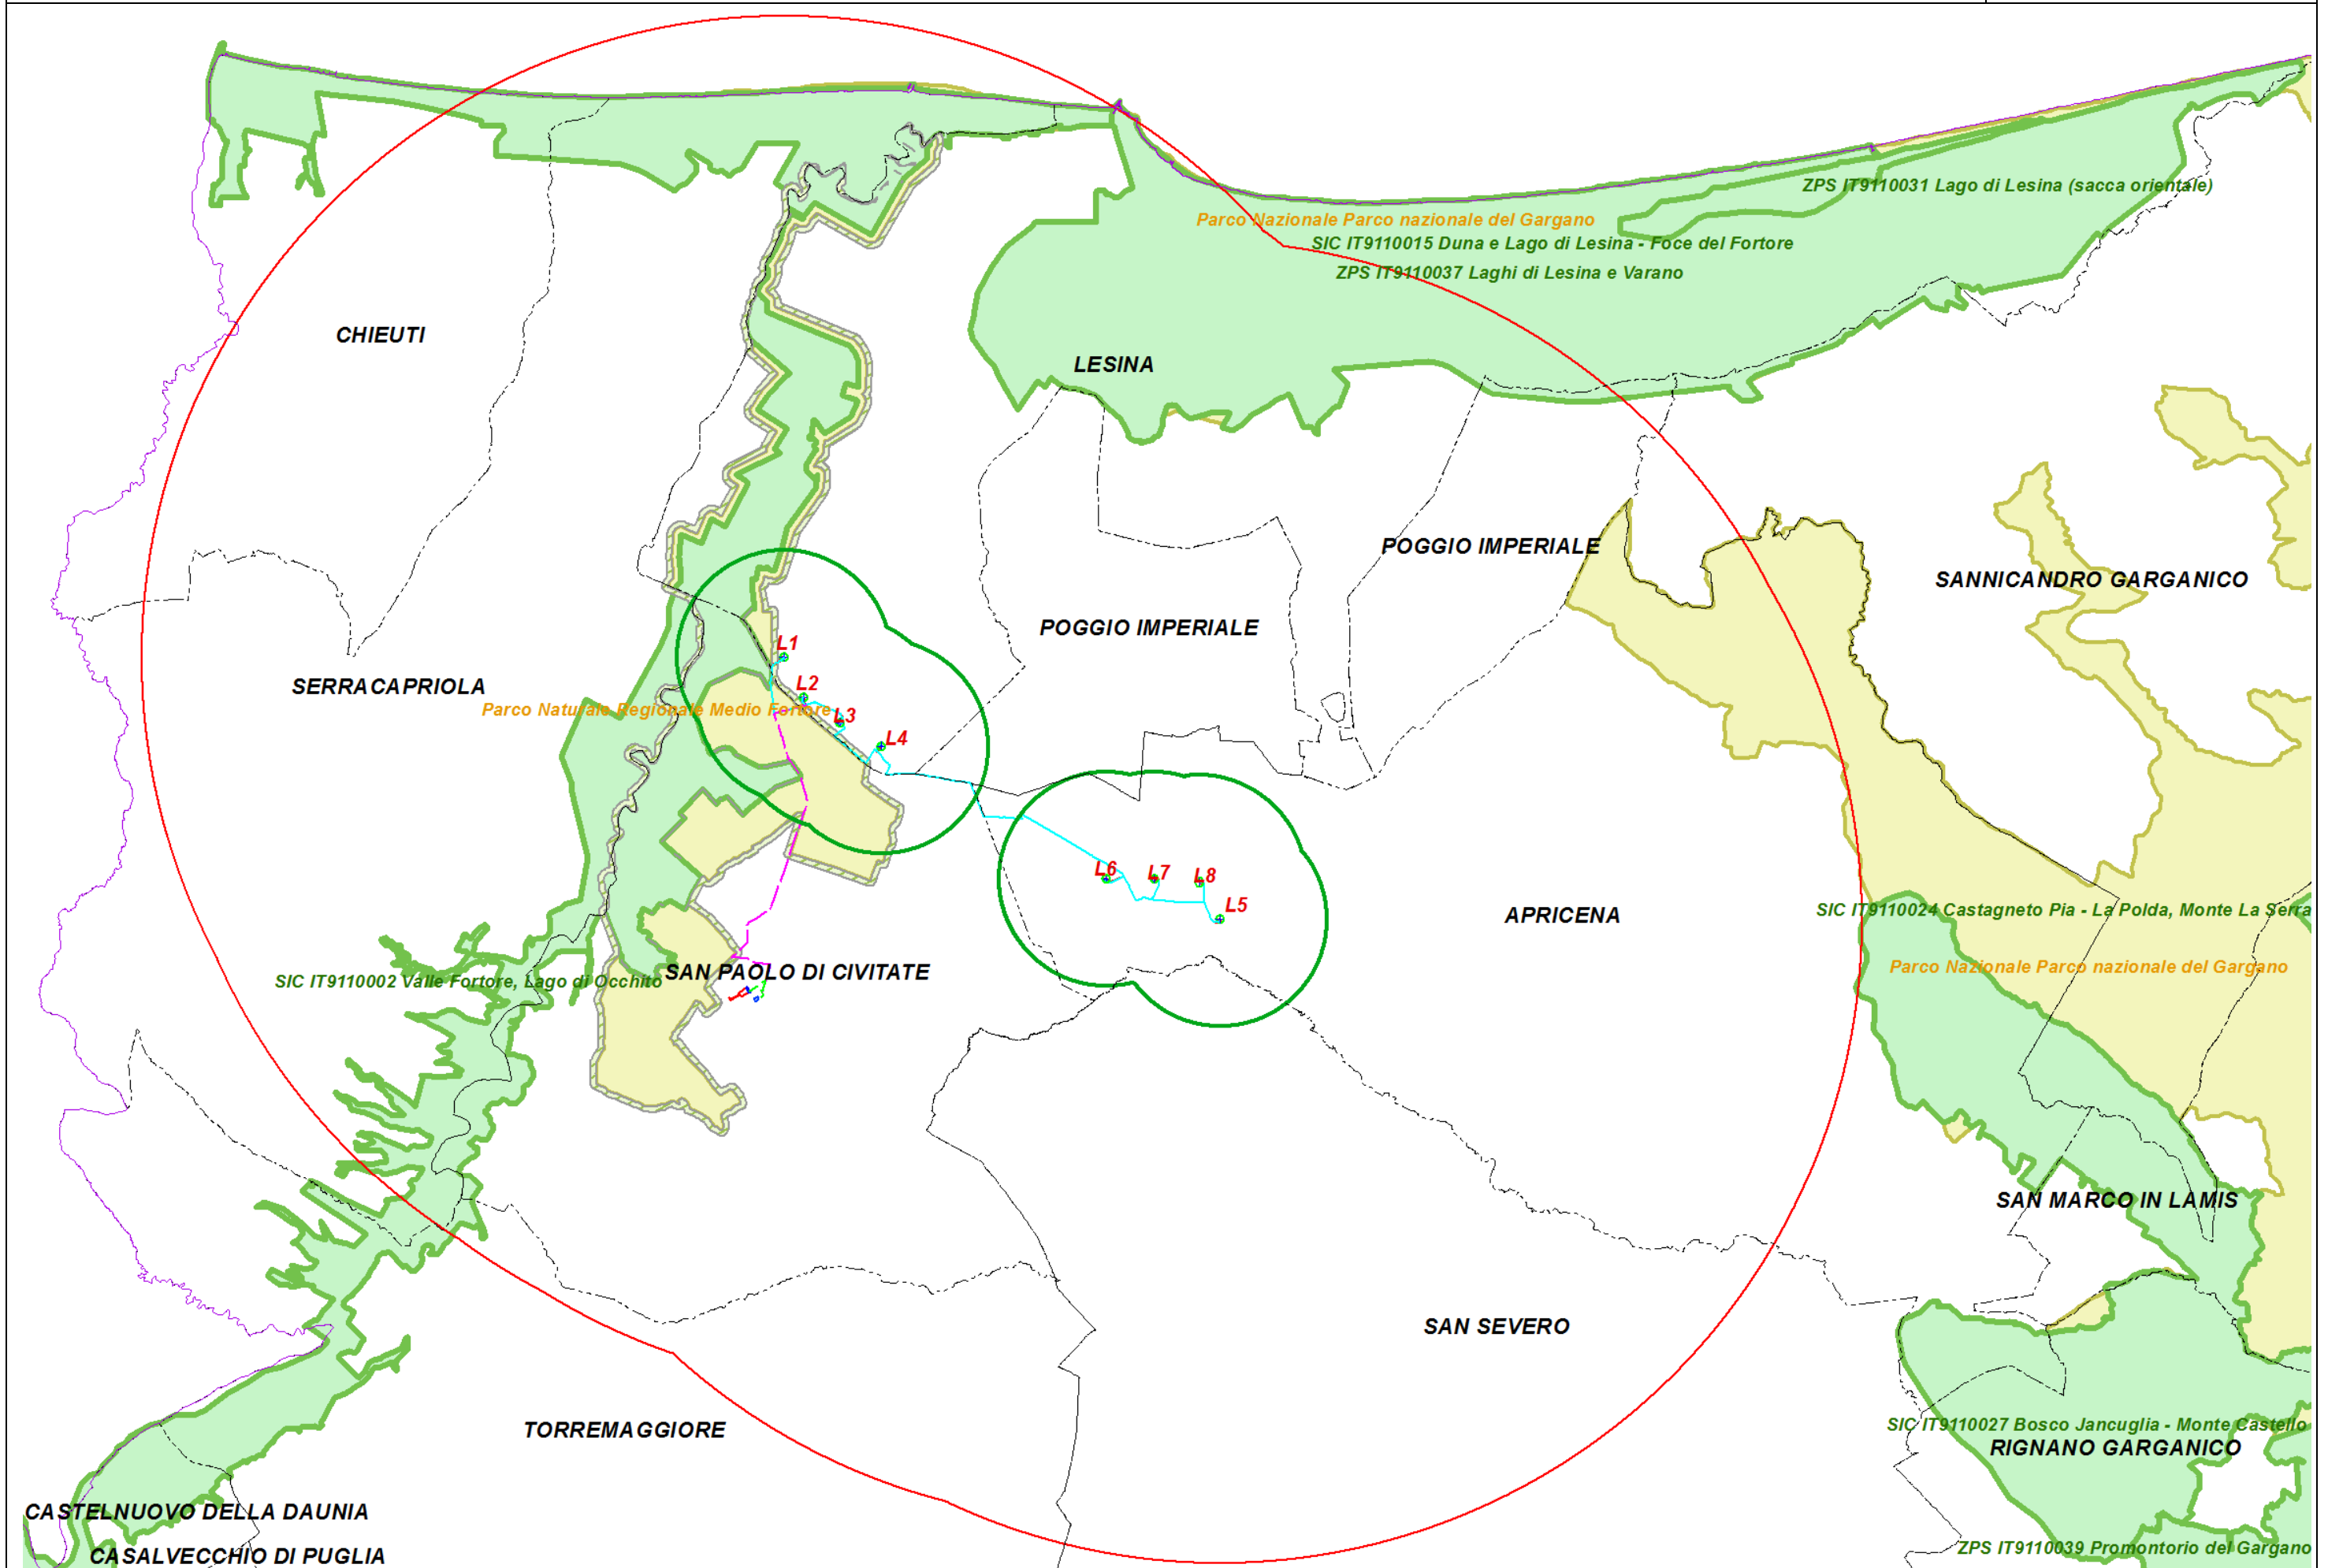 ZPS IT9110031 Lago di Lesina (sacca orientale)
Parco Nazionale Parco nazionale del Gargano
SIC IT9110015 Duna e Lago di Lesina - Foce del Fortore
ZPS IT9110037 Laghi di Lesina e Varano
CHIEUTI
LESINA
POGGIO IMPERIALE
SANNICANDRO GARGANICO
POGGIO IMPERIALE
L1
SERRACAPRIOLA
L2
Parco Naturale Regionale Medio Fortore
L3
L4
L6
L7
L8
L5
APRICENA
SIC IT9110024 Castagneto Pia - La Polda, Monte La Serra
Parco Nazionale Parco nazionale del Gargano
SAN PAOLO DI CIVITATE
SIC IT9110002 Valle Fortore, Lago di Occhito
SAN MARCO IN LAMIS
SAN SEVERO
TORREMAGGIORE
SIC IT9110027 Bosco Jancuglia - Monte Castello
RIGNANO GARGANICO
CASTELNUOVO DELLA DAUNIA
ZPS IT9110039 Promontorio del Gargano
CASALVECCHIO DI PUGLIA